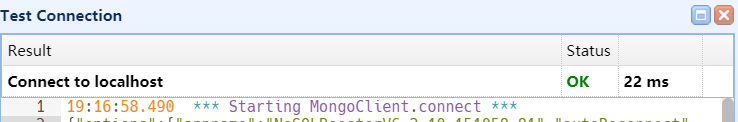 Test Connection
Result Status
Connect to localhost OK 22 ms
1 19:16:58.490 *** Starting MongoClient.connect ***